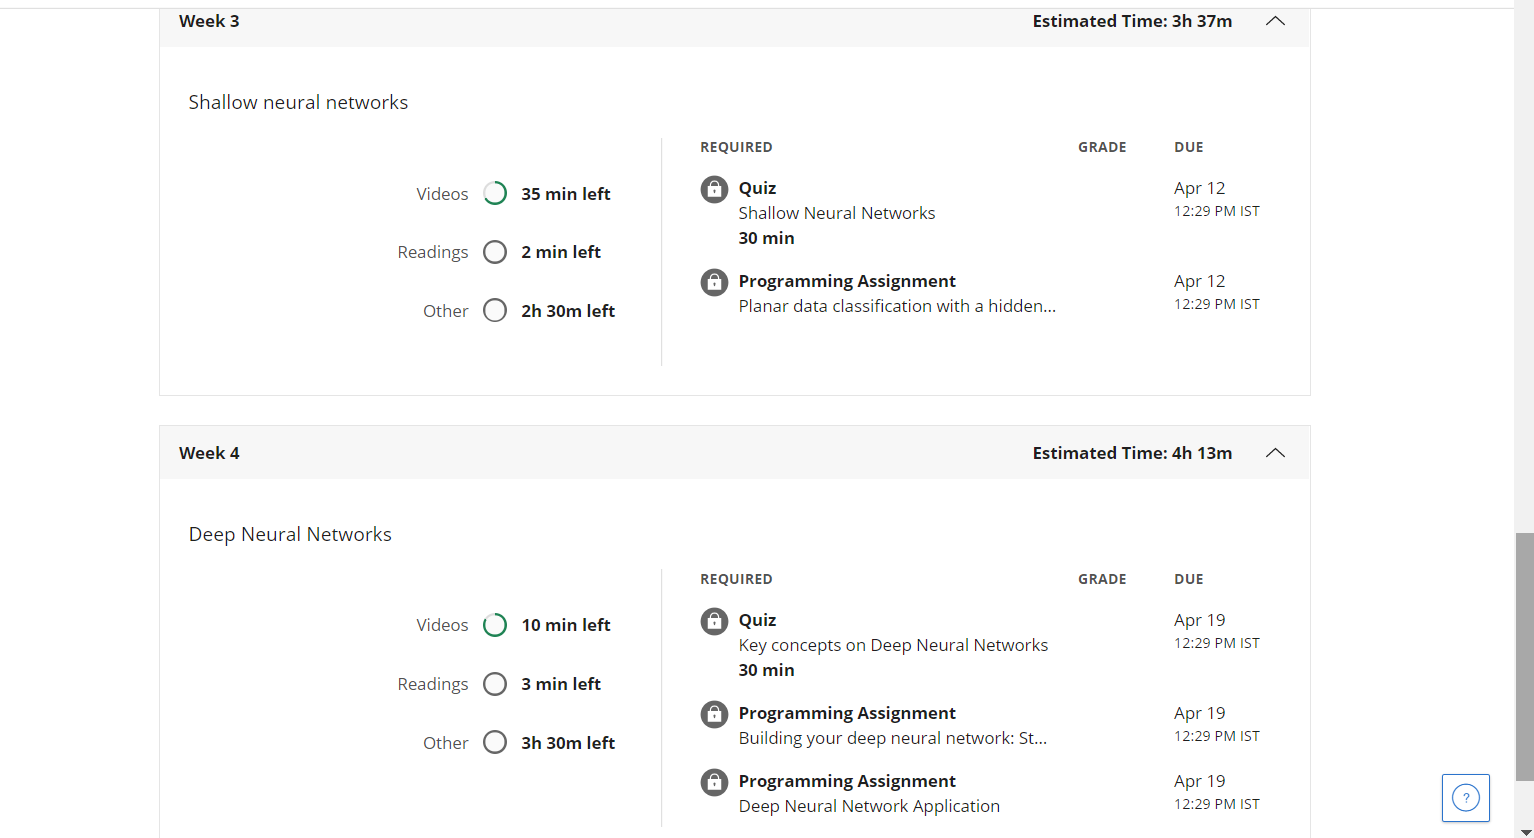 Week 3
Estimated Time: 3h 37m
Shallow neural networks
Videos 35 min left
Readings 2 min left
Other 2h 30m left
REQUIRED GRADE DUE
Quiz Apr 12
Shallow Neural Networks 12:29 PM IST
30 min
Programming Assignment Apr 12
Planar data classification with a hidden... 12:29 PM IST
Week 4
Estimated Time: 4h 13m
Deep Neural Networks
Videos 10 min left
Readings 3 min left
Other 3h 30m left
REQUIRED GRADE DUE
Quiz Apr 19
Key concepts on Deep Neural Networks 12:29 PM IST
30 min
Programming Assignment Apr 19
Building your deep neural network: St... 12:29 PM IST
Programming Assignment Apr 19
Deep Neural Network Application 12:29 PM IST
?